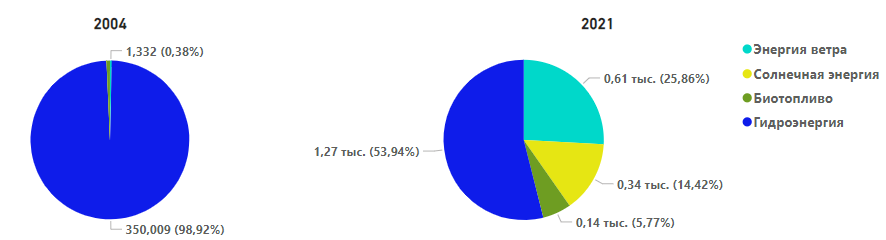 2004
1,332 (0,38%)
350,009 (98,92%)
2021
0,61 тыс. (25,86%)
0,34 тыс. (14,42%)
0,14 тыс. (5,77%)
1,27 тыс. (53,94%)
Энергия ветра
Солнечная энергия
Биотопливо
Гидроэнергия